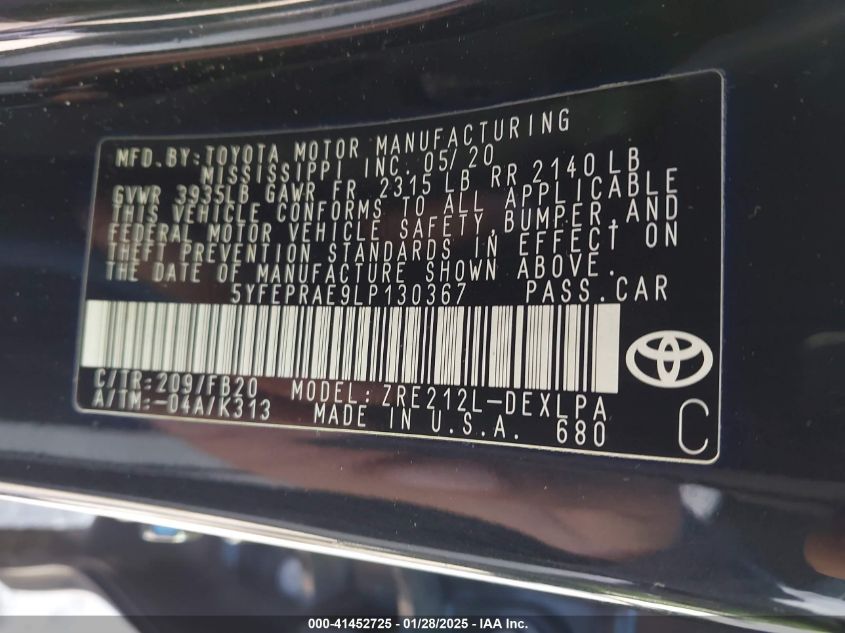 MFD. BY: TOYOTA MOTOR MANUFACTURING
MISSISSIPPI INC. 05/20
GVWR 3935LB GAWR FR 2315 LB RR 2140LB
THIS VEHICLE CONFORMS TO ALL APPLICABLE
FEDERAL MOTOR VEHICLE SAFETY, BUMPER, AND
THEFT PREVENTION STANDARDS IN EFFECT ON
THE DATE OF MANUFACTURE SHOWN ABOVE.
5YFEPRAE9LP130367 PASS. CAR
C/TR: 209/FB20 MODEL: ZRE212L-DEXLPA
A/TM: -04A/K313 MADE IN U.S.A. 680
C
000-41452725 - 01/28/2025 - IAA Inc.